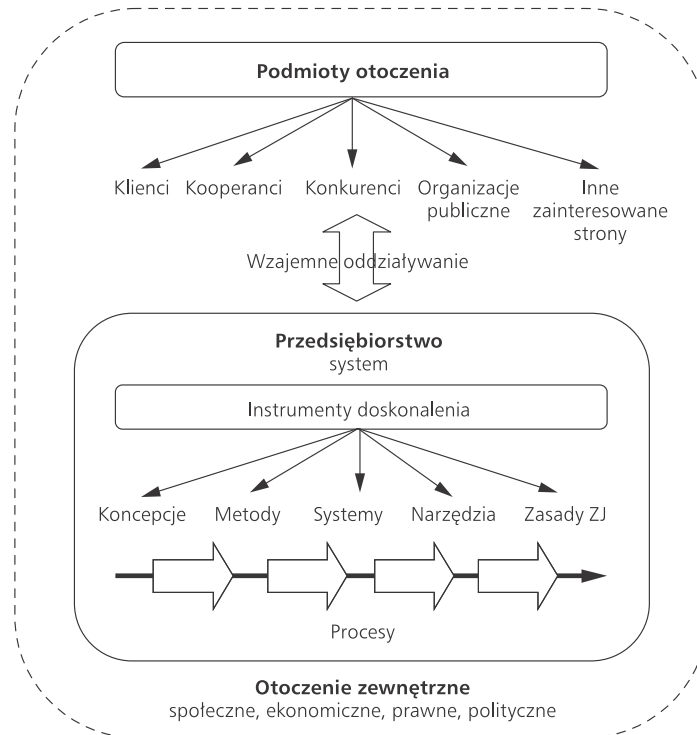 Podmioty otoczenia
Klienci
Kooperanci
Konkurenci
Organizacje
publiczne
Inne
zainteresowane
strony
Wzajemne oddziaływanie
Przedsiębiorstwo
system
Instrumenty doskonalenia
Koncepcje
Metody
Systemy
Narzędzia
Zasady ZJ
Procesy
Otoczenie zewnętrzne
społeczne, ekonomiczne, prawne, polityczne